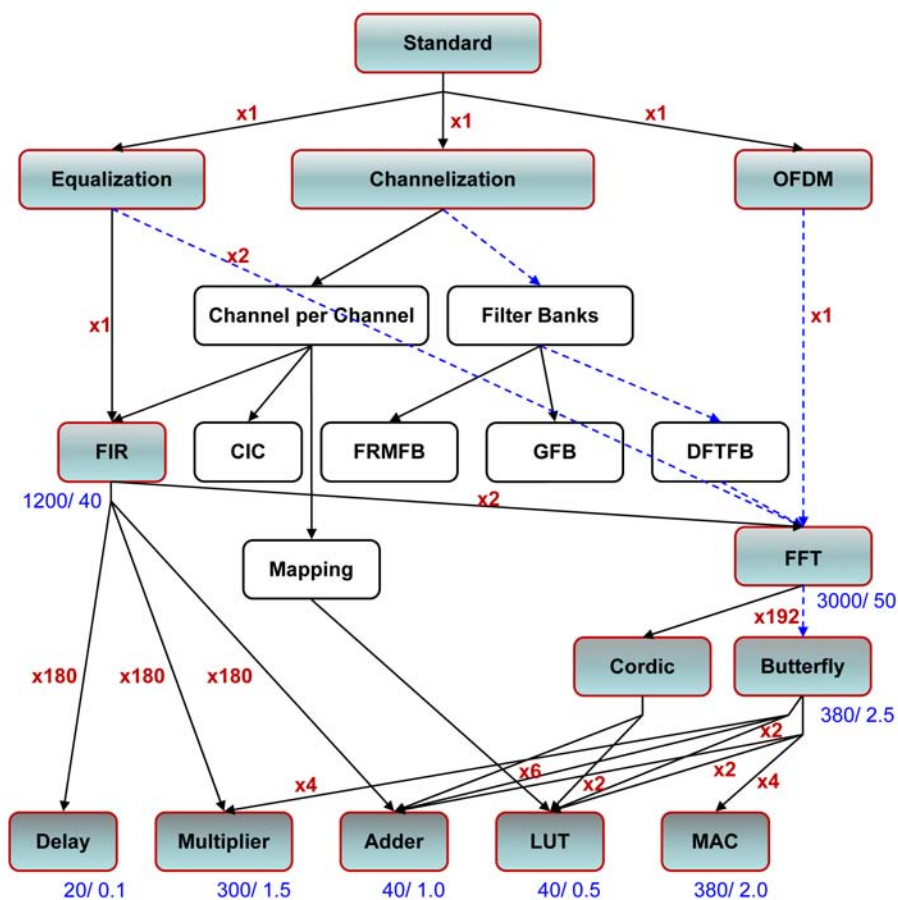 Standard
x1
x1
x1
Equalization
Channelization
OFDM
x2
Channel per Channel
Filter Banks
x1
x1
FIR
CIC
FRMFB
GFB
DFTFB
1200/ 40
x2
Mapping
FFT
3000/ 50
x192
Cordic
Butterfly
x180
x180
x180
380/ 2.5
x2
x4
x6
x2
x2
x4
Delay
Multiplier
Adder
LUT
MAC
20/ 0.1
300/ 1.5
40/ 1.0
40/ 0.5
380/ 2.0